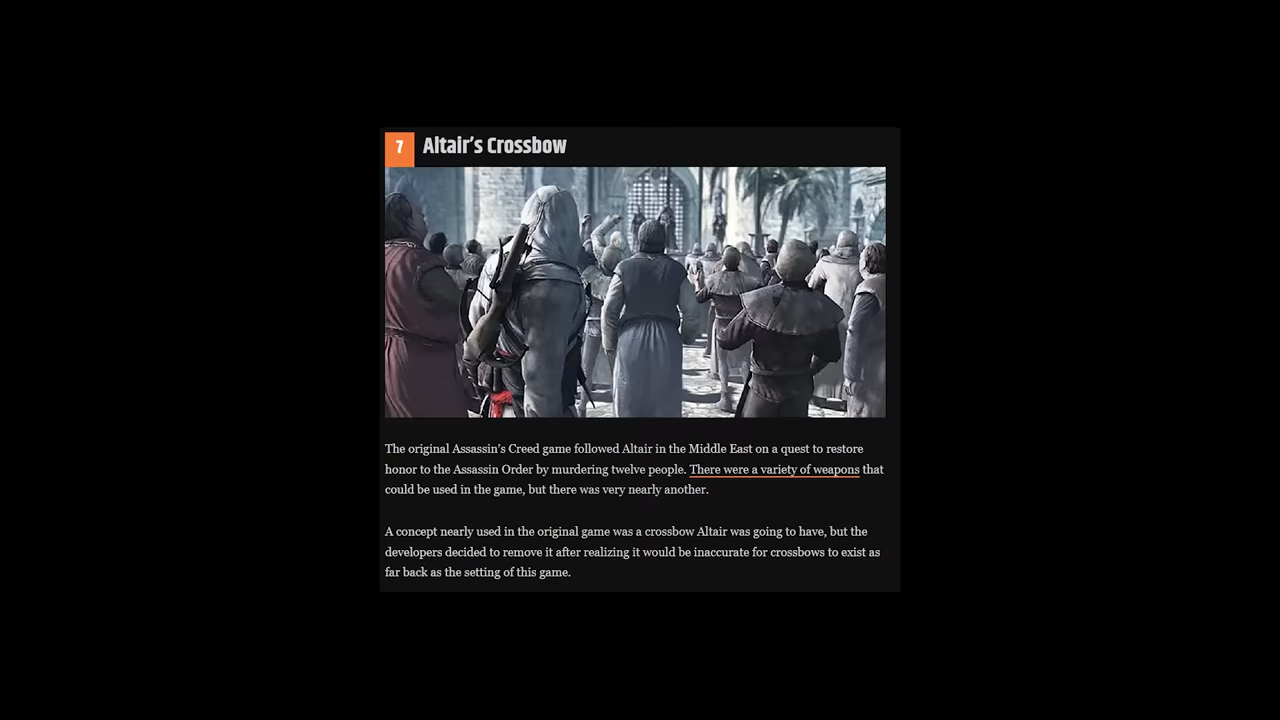 7 Altair's Crossbow
The original Assassin's Creed game followed Altair in the Middle East on a quest to restore
honor to the Assassin Order by murdering twelve people. There were a variety of weapons that
could be used in the game, but there was very nearly another.
A concept nearly used in the original game was a crossbow Altair was going to have, but the
developers decided to remove it after realizing it would be inaccurate for crossbows to exist as
far back as the setting of this game.